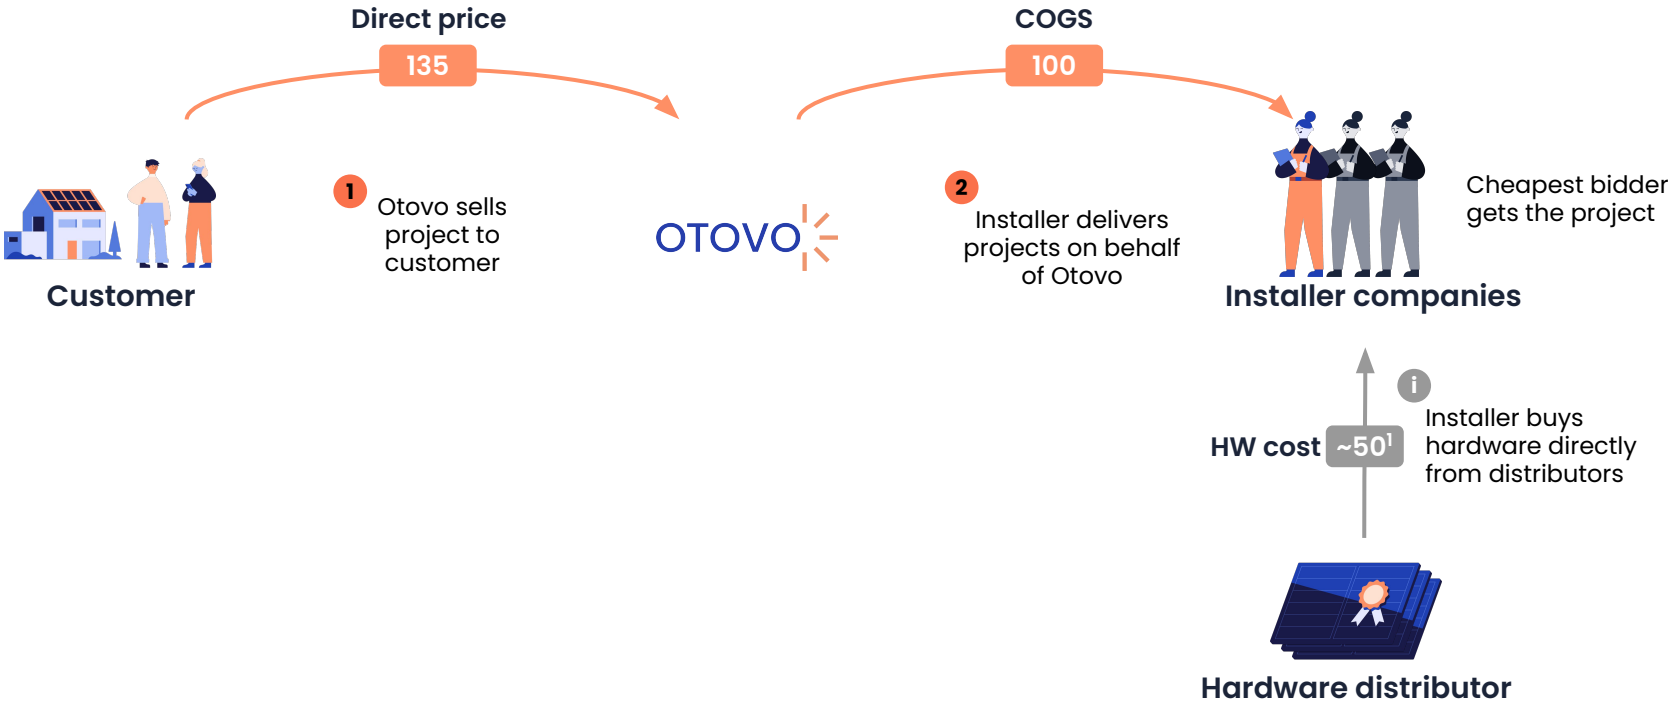 Direct price
135
COGS
100
1
Otovo sells
project to
customer
OTOVO
2
Installer delivers
projects on behalf
of Otovo
Cheapest bidder
gets the project
Customer
Installer companies
i
Installer buys
hardware directly
from distributors
HW cost ~50¹
Hardware distributor